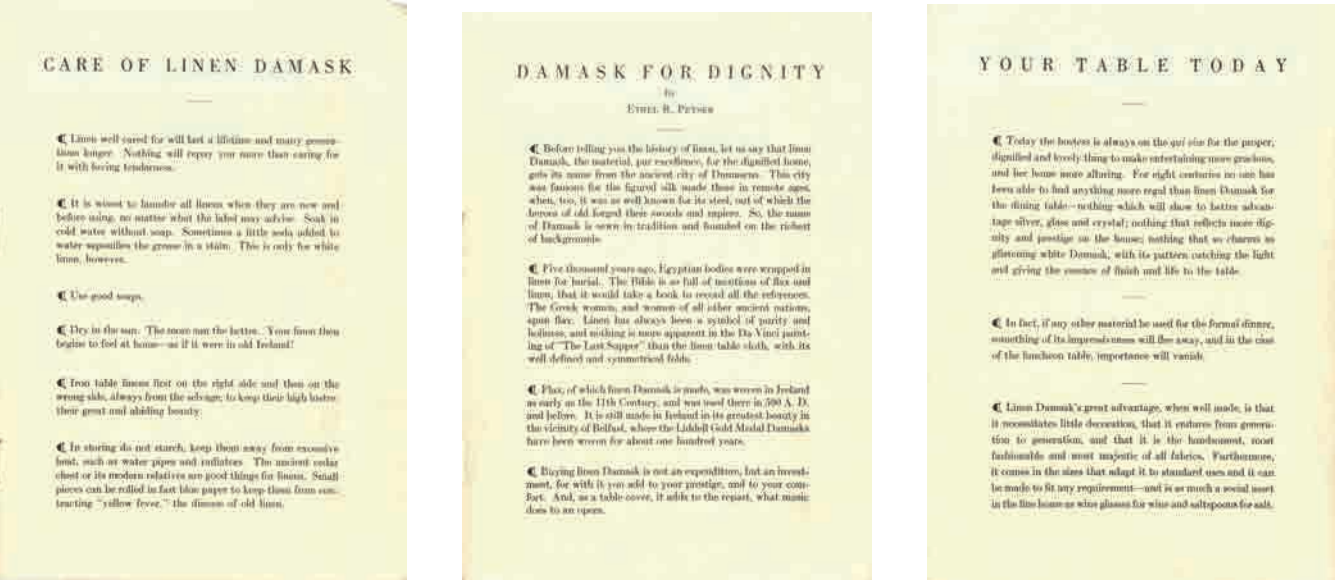 CARE OF LINEN DAMASK
¶ Linen well cared for will last a lifetime and many genera-
tions longer. Nothing will repay you more than caring for
it with loving tenderness.
¶ It is wisest to launder all linens when they are new and
before using, no matter what the label may advise. Soak in
cold water without soap. Sometimes a little soda added to
water saponifies the grease in a stain. This is only for white
linen, however.
¶ Use good soaps.
¶ Dry in the sun. The more sun the better. Your linen then
begins to feel at home—as if it were in old Ireland!
¶ Iron table linens first on the right side and then on the
wrong side, always from the selvage, to keep their high lustre
their great and abiding beauty.
¶ In storing do not starch, keep them away from excessive
heat, such as water pipes and radiators. The ancient cedar
chest or its modern relatives are good things for linens. Small
pieces can be rolled in fast blue paper to keep them from con-
tracting "yellow fever," the disease of old linen.
DAMASK FOR DIGNITY
by
ETHEL R. PEYSER
¶ Before telling you the history of linen, let us say that linen
Damask, the material, par excellence, for the dignified home,
gets its name from the ancient city of Damascus. This city
was famous for the figured silk made there in remote ages,
when, too, it was as well known for its steel, out of which the
heroes of old forged their swords and rapiers. So, the name
of Damask is sewn in tradition and founded on the richest
of backgrounds.
¶ Five thousand years ago, Egyptian bodies were wrapped in
linen for burial. The Bible is so full of mentions of flax and
linen, that it would take a book to record all the references.
The Greek women, and women of all other ancient nations,
spun flax. Linen has always been a symbol of purity and
holiness, and nothing is more apparent in the Da Vinci paint-
ing of "The Last Supper" than the linen table cloth, with its
well defined and symmetrical folds.
¶ Flax, of which linen Damask is made, was woven in Ireland
as early as the 11th Century, and was used there in 500 A. D.
and before. It is still made in Ireland in its greatest beauty in
the vicinity of Belfast, where the Liddell Gold Medal Damasks
have been woven for about one hundred years.
¶ Buying linen Damask is not an expenditure, but an invest-
ment, for with it you add to your prestige, and to your com-
fort. And, as a table cover, it adds to the repast, what music
does to an opera.
YOUR TABLE TODAY
¶ Today the hostess is always on the qui vive for the proper,
dignified and lovely thing to make entertaining more gracious,
and her home more alluring. For eight centuries no one has
been able to find anything more regal than linen Damask for
the dining table—nothing which will show to better advan-
tage silver, glass and crystal; nothing that reflects more dig-
nity and prestige on the house; nothing that so charms as
glistening white Damask, with its pattern catching the light
and giving the essence of finish and life to the table.
¶ In fact, if any other material be used for the formal dinner,
something of its impressiveness will flee away, and in the case
of the luncheon table, importance will vanish.
¶ Linen Damask's great advantage, when well made, is that
it necessitates little decoration, that it endures from genera-
tion to generation, and that it is the handsomest, most
fashionable and most majestic of all fabrics. Furthermore,
it comes in the sizes that adapt it to standard uses and it can
be made to fit any requirement—and is as much a social asset
in the fine home as wine glasses for wine and saltspoons for salt.